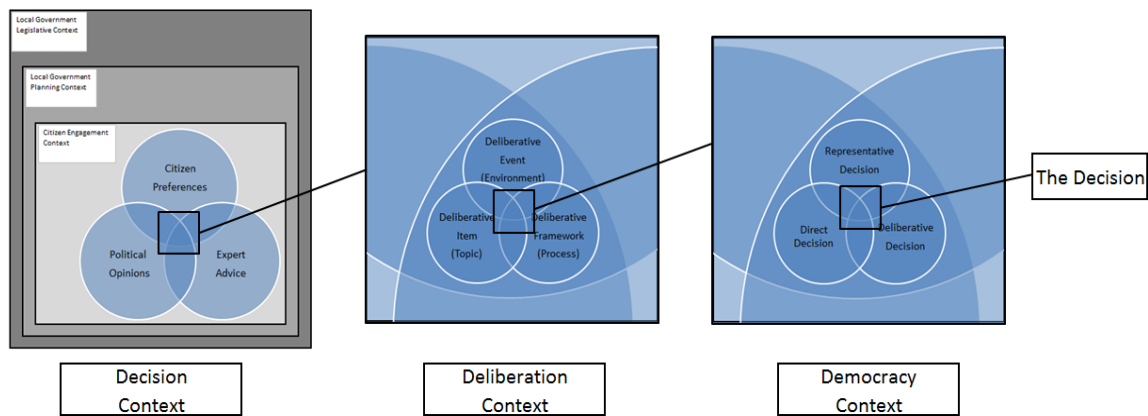 Local Government
Legislative Context
Local Government
Planning Context
Citizen Engagement
Context
Citizen
Preferences
Political
Opinions
Expert
Advice
Decision
Context
Deliberative
Event
(Environment)
Deliberative
Item
(Topic)
Deliberative
Framework
(Process)
Deliberation
Context
Representative
Decision
Direct
Decision
Deliberative
Decision
Democracy
Context
The Decision